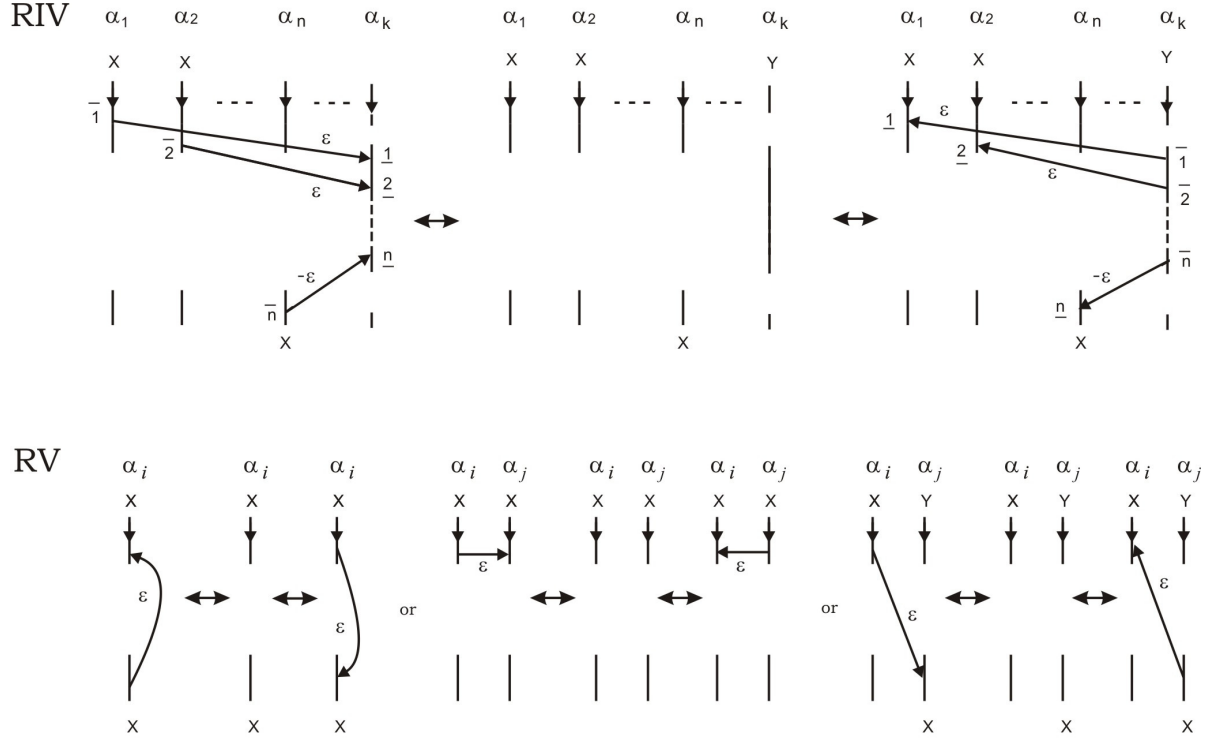 RIV α1 α2 αn αk α1 α2 αn αk α1 α2 αn αk
X X X X Y X X Y
1̅ ε 1̲ 1̲ ε 1̅
2̅ ε 2̲ 2̲ ε 2̅
-ε n̲ -ε n̅
n̅ n̲
X X X
RV αi αi αi αi αj αi αj αi αj αi αj αi αj αi αj
X X X X X X X X X X Y X Y X Y
ε ε ε ε or ε or ε ε
X X X X X X